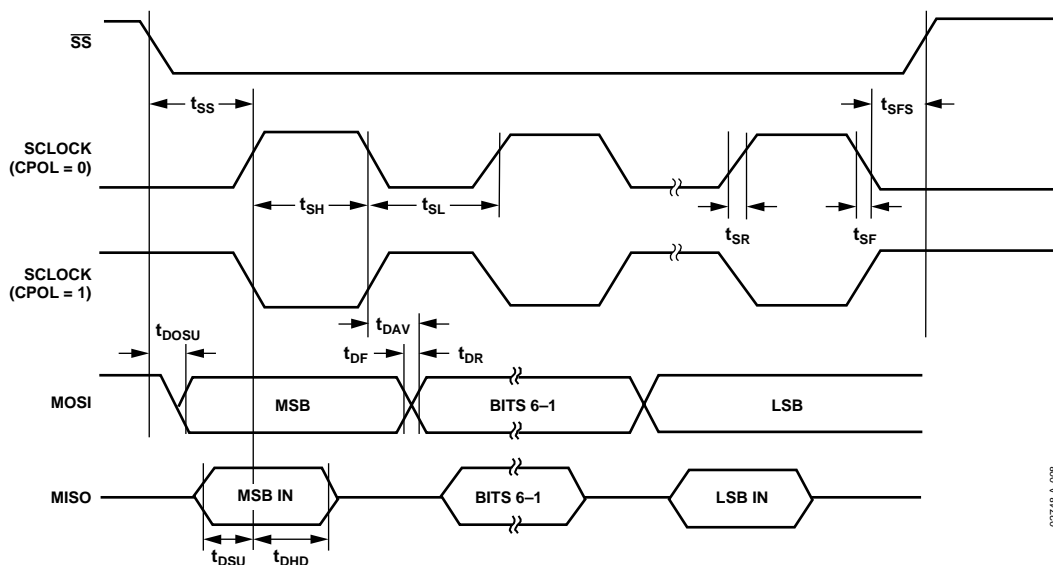 SS
tSS
tSFS
SCLOCK
(CPOL = 0)
tSH
tSL
tSR
tSF
SCLOCK
(CPOL = 1)
tDAV
tDOSU
tDF
tDR
MOSI
MSB
BITS 6–1
LSB
MISO
MSB IN
BITS 6–1
LSB IN
tDSU
tDHD